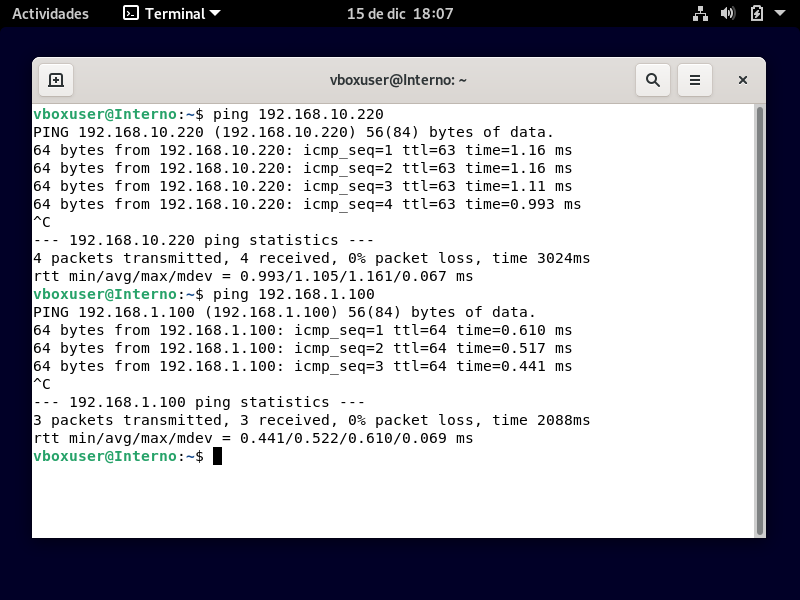 Actividades
Terminal
15 de dic 18:07
vboxuser@Interno: ~
vboxuser@Interno:~$ ping 192.168.10.220
PING 192.168.10.220 (192.168.10.220) 56(84) bytes of data.
64 bytes from 192.168.10.220: icmp_seq=1 ttl=63 time=1.16 ms
64 bytes from 192.168.10.220: icmp_seq=2 ttl=63 time=1.16 ms
64 bytes from 192.168.10.220: icmp_seq=3 ttl=63 time=1.11 ms
64 bytes from 192.168.10.220: icmp_seq=4 ttl=63 time=0.993 ms
^C
--- 192.168.10.220 ping statistics ---
4 packets transmitted, 4 received, 0% packet loss, time 3024ms
rtt min/avg/max/mdev = 0.993/1.105/1.161/0.067 ms
vboxuser@Interno:~$ ping 192.168.1.100
PING 192.168.1.100 (192.168.1.100) 56(84) bytes of data.
64 bytes from 192.168.1.100: icmp_seq=1 ttl=64 time=0.610 ms
64 bytes from 192.168.1.100: icmp_seq=2 ttl=64 time=0.517 ms
64 bytes from 192.168.1.100: icmp_seq=3 ttl=64 time=0.441 ms
^C
--- 192.168.1.100 ping statistics ---
3 packets transmitted, 3 received, 0% packet loss, time 2088ms
rtt min/avg/max/mdev = 0.441/0.522/0.610/0.069 ms
vboxuser@Interno:~$